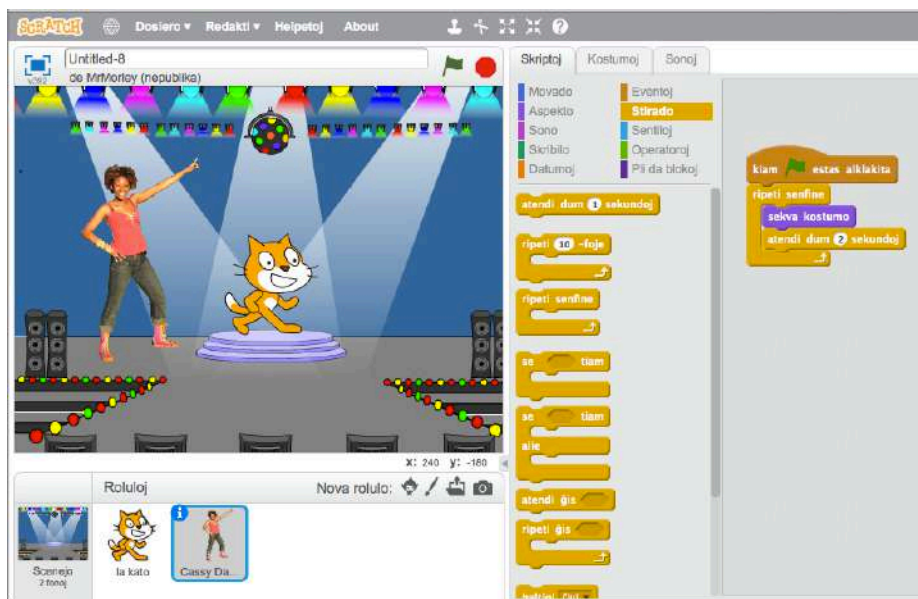 SCRATCH Dosiero ▾ Redakti ▾ Helpetoj About
Untitled-8
de MrMorley (nepublika)
Skriptoj Kostumoj Sonoj
Movado Eventoj
Aspekto Stirado
Sono Sentiloj
Skribilo Operatoroj
Datumoj Pli da blokoj
atendi dum 1 sekundoj
ripeti 10 -foje
ripeti senfine
se tiam
se tiam
alie
atendi ĝis
ripeti ĝis
kiam estas alklakita
ripeti senfine
sekva kostumo
atendi dum 2 sekundoj
x: 240 y: -180
Roluloj Nova rolulo:
Scenejo
2 fonoj
la kato
Cassy Da...